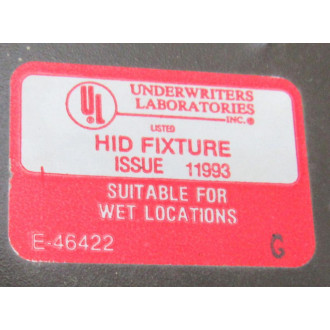 UL®
UNDERWRITERS
LABORATORIES
INC.®
LISTED
HID FIXTURE
ISSUE 11993
SUITABLE FOR
WET LOCATIONS
E-46422
G